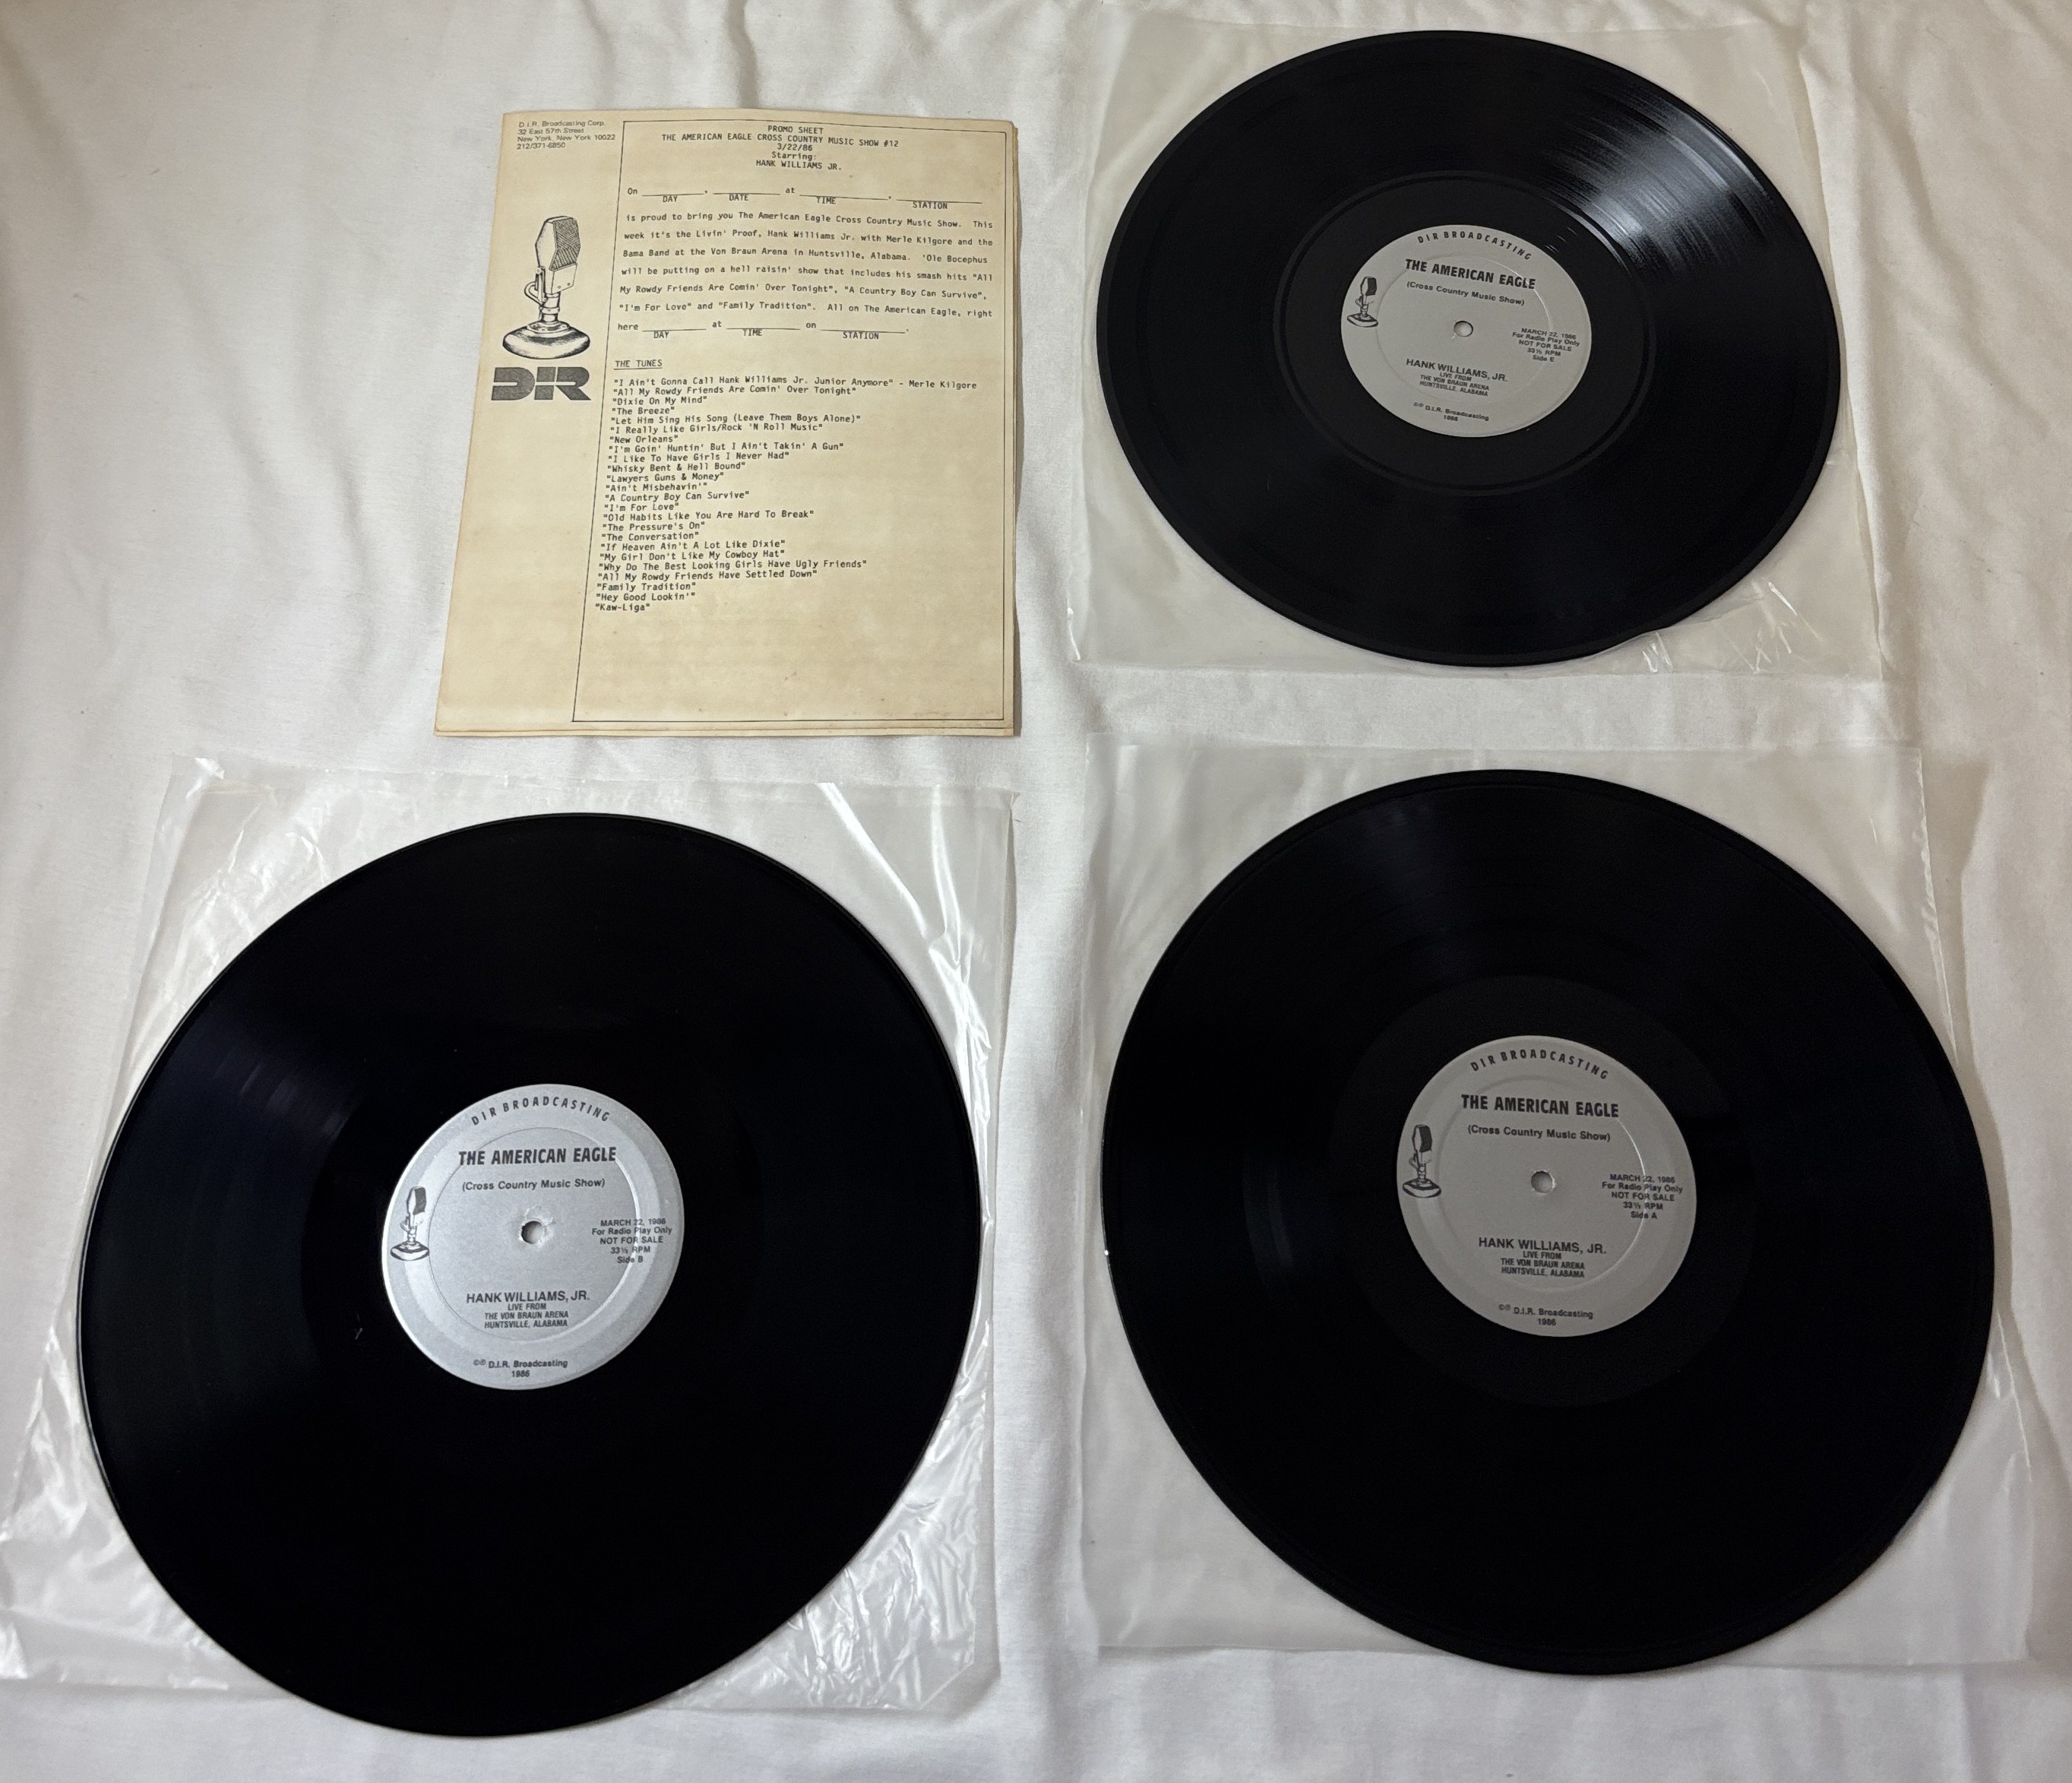 D.I.R. Broadcasting Corp.
32 East 57th Street
New York, New York 10022
212/371-6850
DIR
PROMO SHEET
THE AMERICAN EAGLE CROSS COUNTRY MUSIC SHOW #12
3/22/86
Starring:
HANK WILLIAMS JR.
On ________, ________ at ________, ________
DAY DATE TIME STATION
is proud to bring you The American Eagle Cross Country Music Show. This
week it's the Livin' Proof, Hank Williams Jr. with Merle Kilgore and the
Bama Band at the Von Braun Arena in Huntsville, Alabama. 'Ole Bocephus
will be putting on a hell raisin' show that includes his smash hits "All
My Rowdy Friends Are Comin' Over Tonight", "A Country Boy Can Survive",
"I'm For Love" and "Family Tradition". All on The American Eagle, right
here ________ at ________ on ________.
DAY TIME STATION
THE TUNES
"I Ain't Gonna Call Hank Williams Jr. Junior Anymore" - Merle Kilgore
"All My Rowdy Friends Are Comin' Over Tonight"
"Dixie On My Mind"
"The Breeze"
"Let Him Sing His Song (Leave Them Boys Alone)"
"I Really Like Girls/Rock 'N Roll Music"
"New Orleans"
"I'm Goin' Huntin' But I Ain't Takin' A Gun"
"I Like To Have Girls I Never Had"
"Whisky Bent & Hell Bound"
"Lawyers Guns & Money"
"Ain't Misbehavin'"
"A Country Boy Can Survive"
"I'm For Love"
"Old Habits Like You Are Hard To Break"
"The Pressure's On"
"The Conversation"
"If Heaven Ain't A Lot Like Dixie"
"My Girl Don't Like My Cowboy Hat"
"Why Do The Best Looking Girls Have Ugly Friends"
"All My Rowdy Friends Have Settled Down"
"Family Tradition"
"Hey Good Lookin'"
"Kaw-Liga"
DIR BROADCASTING
THE AMERICAN EAGLE
(Cross Country Music Show)
MARCH 22, 1986
For Radio Play Only
NOT FOR SALE
33⅓ RPM
Side E
HANK WILLIAMS, JR.
LIVE FROM
THE VON BRAUN ARENA
HUNTSVILLE, ALABAMA
©℗ D.I.R. Broadcasting
1986
DIR BROADCASTING
THE AMERICAN EAGLE
(Cross Country Music Show)
MARCH 22, 1986
For Radio Play Only
NOT FOR SALE
33⅓ RPM
Side B
HANK WILLIAMS, JR.
LIVE FROM
THE VON BRAUN ARENA
HUNTSVILLE, ALABAMA
©℗ D.I.R. Broadcasting
1986
DIR BROADCASTING
THE AMERICAN EAGLE
(Cross Country Music Show)
MARCH 22, 1986
For Radio Play Only
NOT FOR SALE
33⅓ RPM
Side A
HANK WILLIAMS, JR.
LIVE FROM
THE VON BRAUN ARENA
HUNTSVILLE, ALABAMA
©℗ D.I.R. Broadcasting
1986